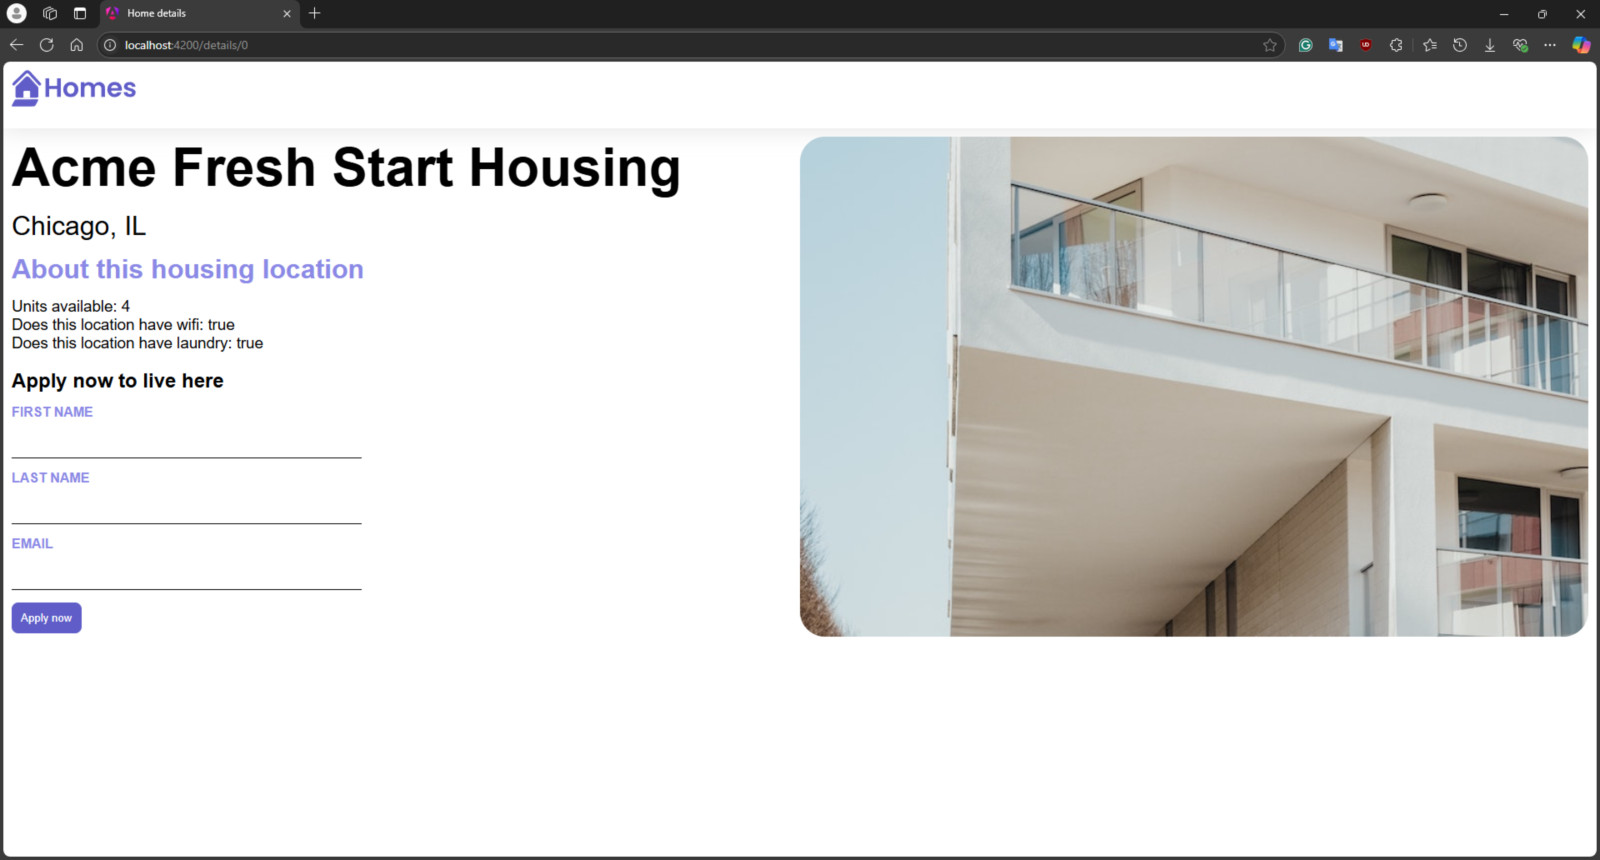 Home details
localhost:4200/details/0
UD
Homes
Acme Fresh Start Housing
Chicago, IL
About this housing location
Units available: 4
Does this location have wifi: true
Does this location have laundry: true
Apply now to live here
FIRST NAME
LAST NAME
EMAIL
Apply now